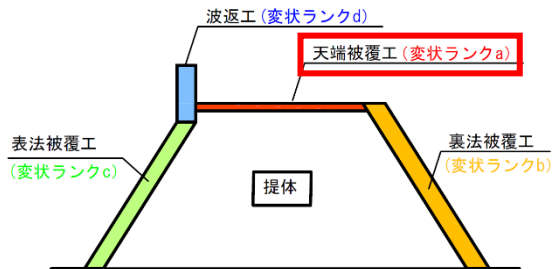 波返工(変状ランクd)
天端被覆工(変状ランクa)
表法被覆工
(変状ランクc)
裏法被覆工
(変状ランクb)
提体